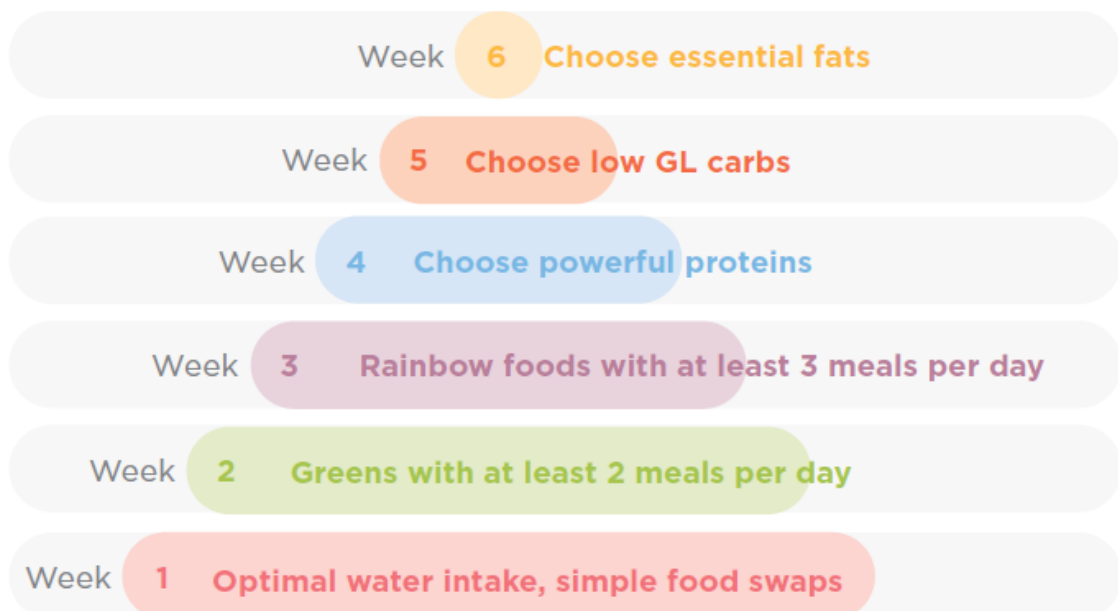 Week 6 Choose essential fats
Week 5 Choose low GL carbs
Week 4 Choose powerful proteins
Week 3 Rainbow foods with at least 3 meals per day
Week 2 Greens with at least 2 meals per day
Week 1 Optimal water intake, simple food swaps